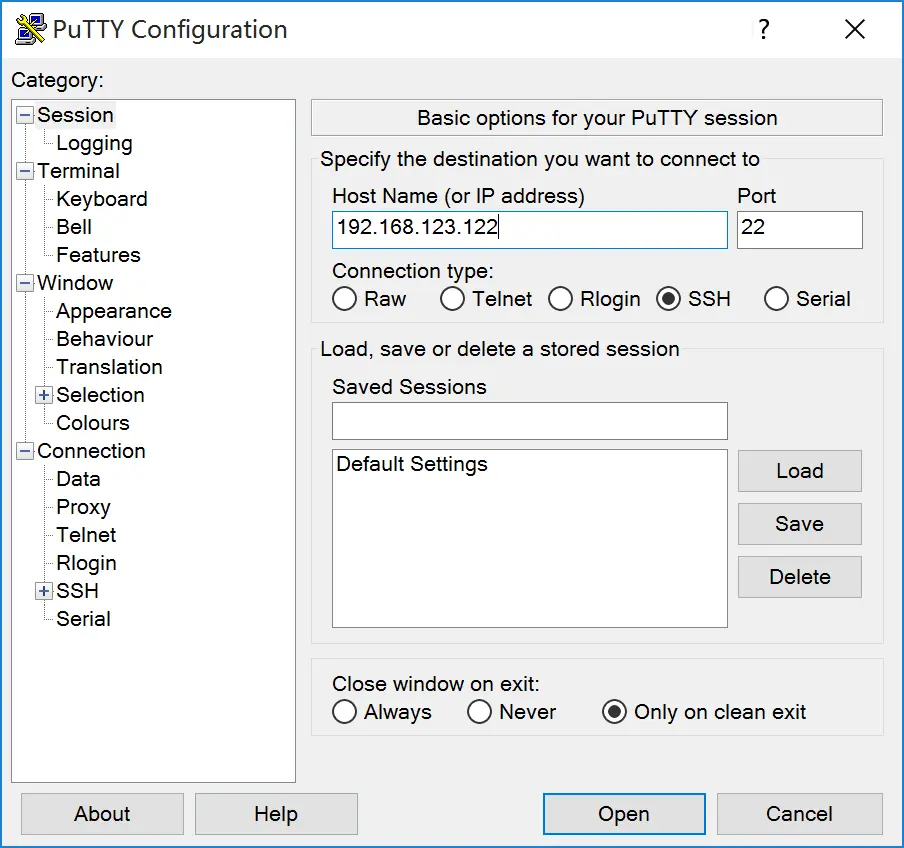 PuTTY Configuration
?
Category:
Session
Logging
Terminal
Keyboard
Bell
Features
Window
Appearance
Behaviour
Translation
Selection
Colours
Connection
Data
Proxy
Telnet
Rlogin
SSH
Serial
Basic options for your PuTTY session
Specify the destination you want to connect to
Host Name (or IP address) Port
192.168.123.122 22
Connection type:
Raw Telnet Rlogin SSH Serial
Load, save or delete a stored session
Saved Sessions
Default Settings
Load
Save
Delete
Close window on exit:
Always Never Only on clean exit
About Help Open Cancel